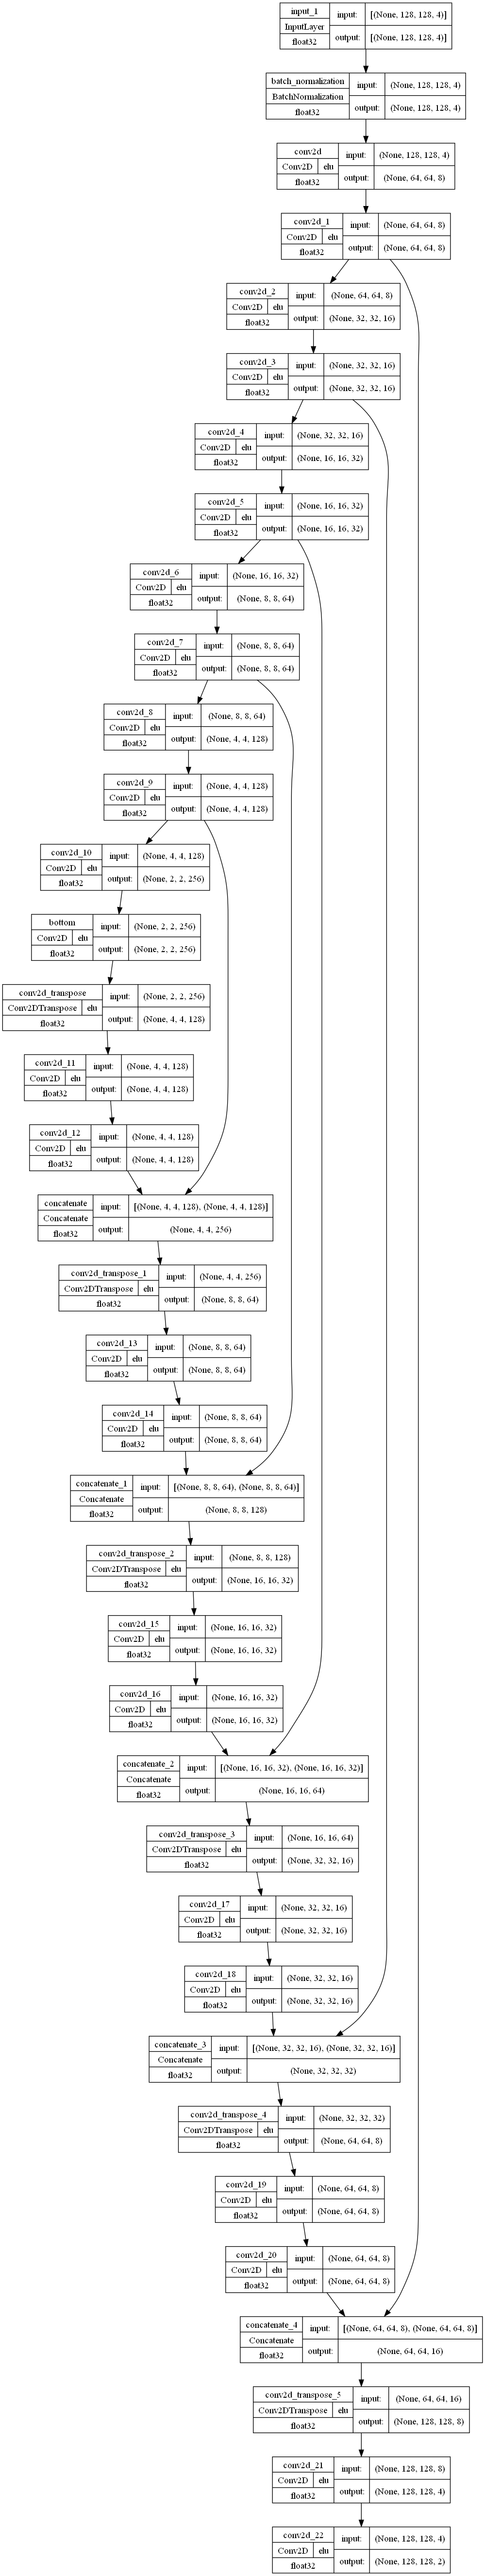 input_1 input: [(None, 128, 128, 4)]
InputLayer
float32 output: [(None, 128, 128, 4)]
batch_normalization input: (None, 128, 128, 4)
BatchNormalization
float32 output: (None, 128, 128, 4)
conv2d input: (None, 128, 128, 4)
Conv2D elu
float32 output: (None, 64, 64, 8)
conv2d_1 input: (None, 64, 64, 8)
Conv2D elu
float32 output: (None, 64, 64, 8)
conv2d_2 input: (None, 64, 64, 8)
Conv2D elu
float32 output: (None, 32, 32, 16)
conv2d_3 input: (None, 32, 32, 16)
Conv2D elu
float32 output: (None, 32, 32, 16)
conv2d_4 input: (None, 32, 32, 16)
Conv2D elu
float32 output: (None, 16, 16, 32)
conv2d_5 input: (None, 16, 16, 32)
Conv2D elu
float32 output: (None, 16, 16, 32)
conv2d_6 input: (None, 16, 16, 32)
Conv2D elu
float32 output: (None, 8, 8, 64)
conv2d_7 input: (None, 8, 8, 64)
Conv2D elu
float32 output: (None, 8, 8, 64)
conv2d_8 input: (None, 8, 8, 64)
Conv2D elu
float32 output: (None, 4, 4, 128)
conv2d_9 input: (None, 4, 4, 128)
Conv2D elu
float32 output: (None, 4, 4, 128)
conv2d_10 input: (None, 4, 4, 128)
Conv2D elu
float32 output: (None, 2, 2, 256)
bottom input: (None, 2, 2, 256)
Conv2D elu
float32 output: (None, 2, 2, 256)
conv2d_transpose input: (None, 2, 2, 256)
Conv2DTranspose elu
float32 output: (None, 4, 4, 128)
conv2d_11 input: (None, 4, 4, 128)
Conv2D elu
float32 output: (None, 4, 4, 128)
conv2d_12 input: (None, 4, 4, 128)
Conv2D elu
float32 output: (None, 4, 4, 128)
concatenate input: [(None, 4, 4, 128), (None, 4, 4, 128)]
Concatenate
float32 output: (None, 4, 4, 256)
conv2d_transpose_1 input: (None, 4, 4, 256)
Conv2DTranspose elu
float32 output: (None, 8, 8, 64)
conv2d_13 input: (None, 8, 8, 64)
Conv2D elu
float32 output: (None, 8, 8, 64)
conv2d_14 input: (None, 8, 8, 64)
Conv2D elu
float32 output: (None, 8, 8, 64)
concatenate_1 input: [(None, 8, 8, 64), (None, 8, 8, 64)]
Concatenate
float32 output: (None, 8, 8, 128)
conv2d_transpose_2 input: (None, 8, 8, 128)
Conv2DTranspose elu
float32 output: (None, 16, 16, 32)
conv2d_15 input: (None, 16, 16, 32)
Conv2D elu
float32 output: (None, 16, 16, 32)
conv2d_16 input: (None, 16, 16, 32)
Conv2D elu
float32 output: (None, 16, 16, 32)
concatenate_2 input: [(None, 16, 16, 32), (None, 16, 16, 32)]
Concatenate
float32 output: (None, 16, 16, 64)
conv2d_transpose_3 input: (None, 16, 16, 64)
Conv2DTranspose elu
float32 output: (None, 32, 32, 16)
conv2d_17 input: (None, 32, 32, 16)
Conv2D elu
float32 output: (None, 32, 32, 16)
conv2d_18 input: (None, 32, 32, 16)
Conv2D elu
float32 output: (None, 32, 32, 16)
concatenate_3 input: [(None, 32, 32, 16), (None, 32, 32, 16)]
Concatenate
float32 output: (None, 32, 32, 32)
conv2d_transpose_4 input: (None, 32, 32, 32)
Conv2DTranspose elu
float32 output: (None, 64, 64, 8)
conv2d_19 input: (None, 64, 64, 8)
Conv2D elu
float32 output: (None, 64, 64, 8)
conv2d_20 input: (None, 64, 64, 8)
Conv2D elu
float32 output: (None, 64, 64, 8)
concatenate_4 input: [(None, 64, 64, 8), (None, 64, 64, 8)]
Concatenate
float32 output: (None, 64, 64, 16)
conv2d_transpose_5 input: (None, 64, 64, 16)
Conv2DTranspose elu
float32 output: (None, 128, 128, 8)
conv2d_21 input: (None, 128, 128, 8)
Conv2D elu
float32 output: (None, 128, 128, 4)
conv2d_22 input: (None, 128, 128, 4)
Conv2D elu
float32 output: (None, 128, 128, 2)